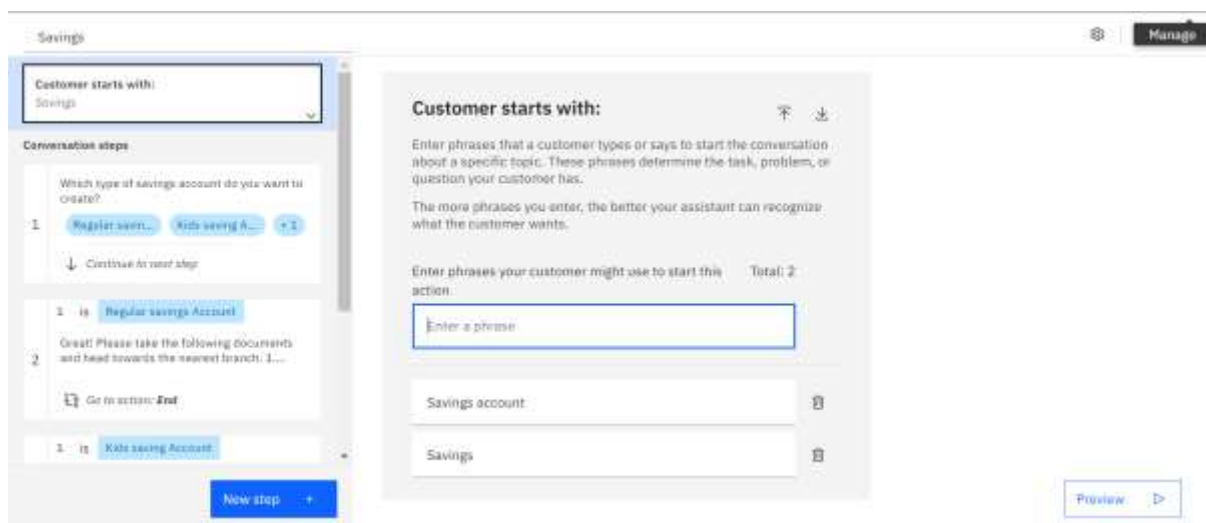 Savings
Manage
Customer starts with:
Savings
Conversation steps
Which type of savings account do you want to
create?
1
Regular savin...
Kids saving A...
+ 1
Continue to next step
1 is Regular savings Account
Great! Please take the following documents
2
and head towards the nearest branch. 1....
Go to action: End
1 is Kids saving Account
New step +
Customer starts with:
Enter phrases that a customer types or says to start the conversation
about a specific topic. These phrases determine the task, problem, or
question your customer has.
The more phrases you enter, the better your assistant can recognize
what the customer wants.
Enter phrases your customer might use to start this
action
Total: 2
Enter a phrase
Savings account
Savings
Preview